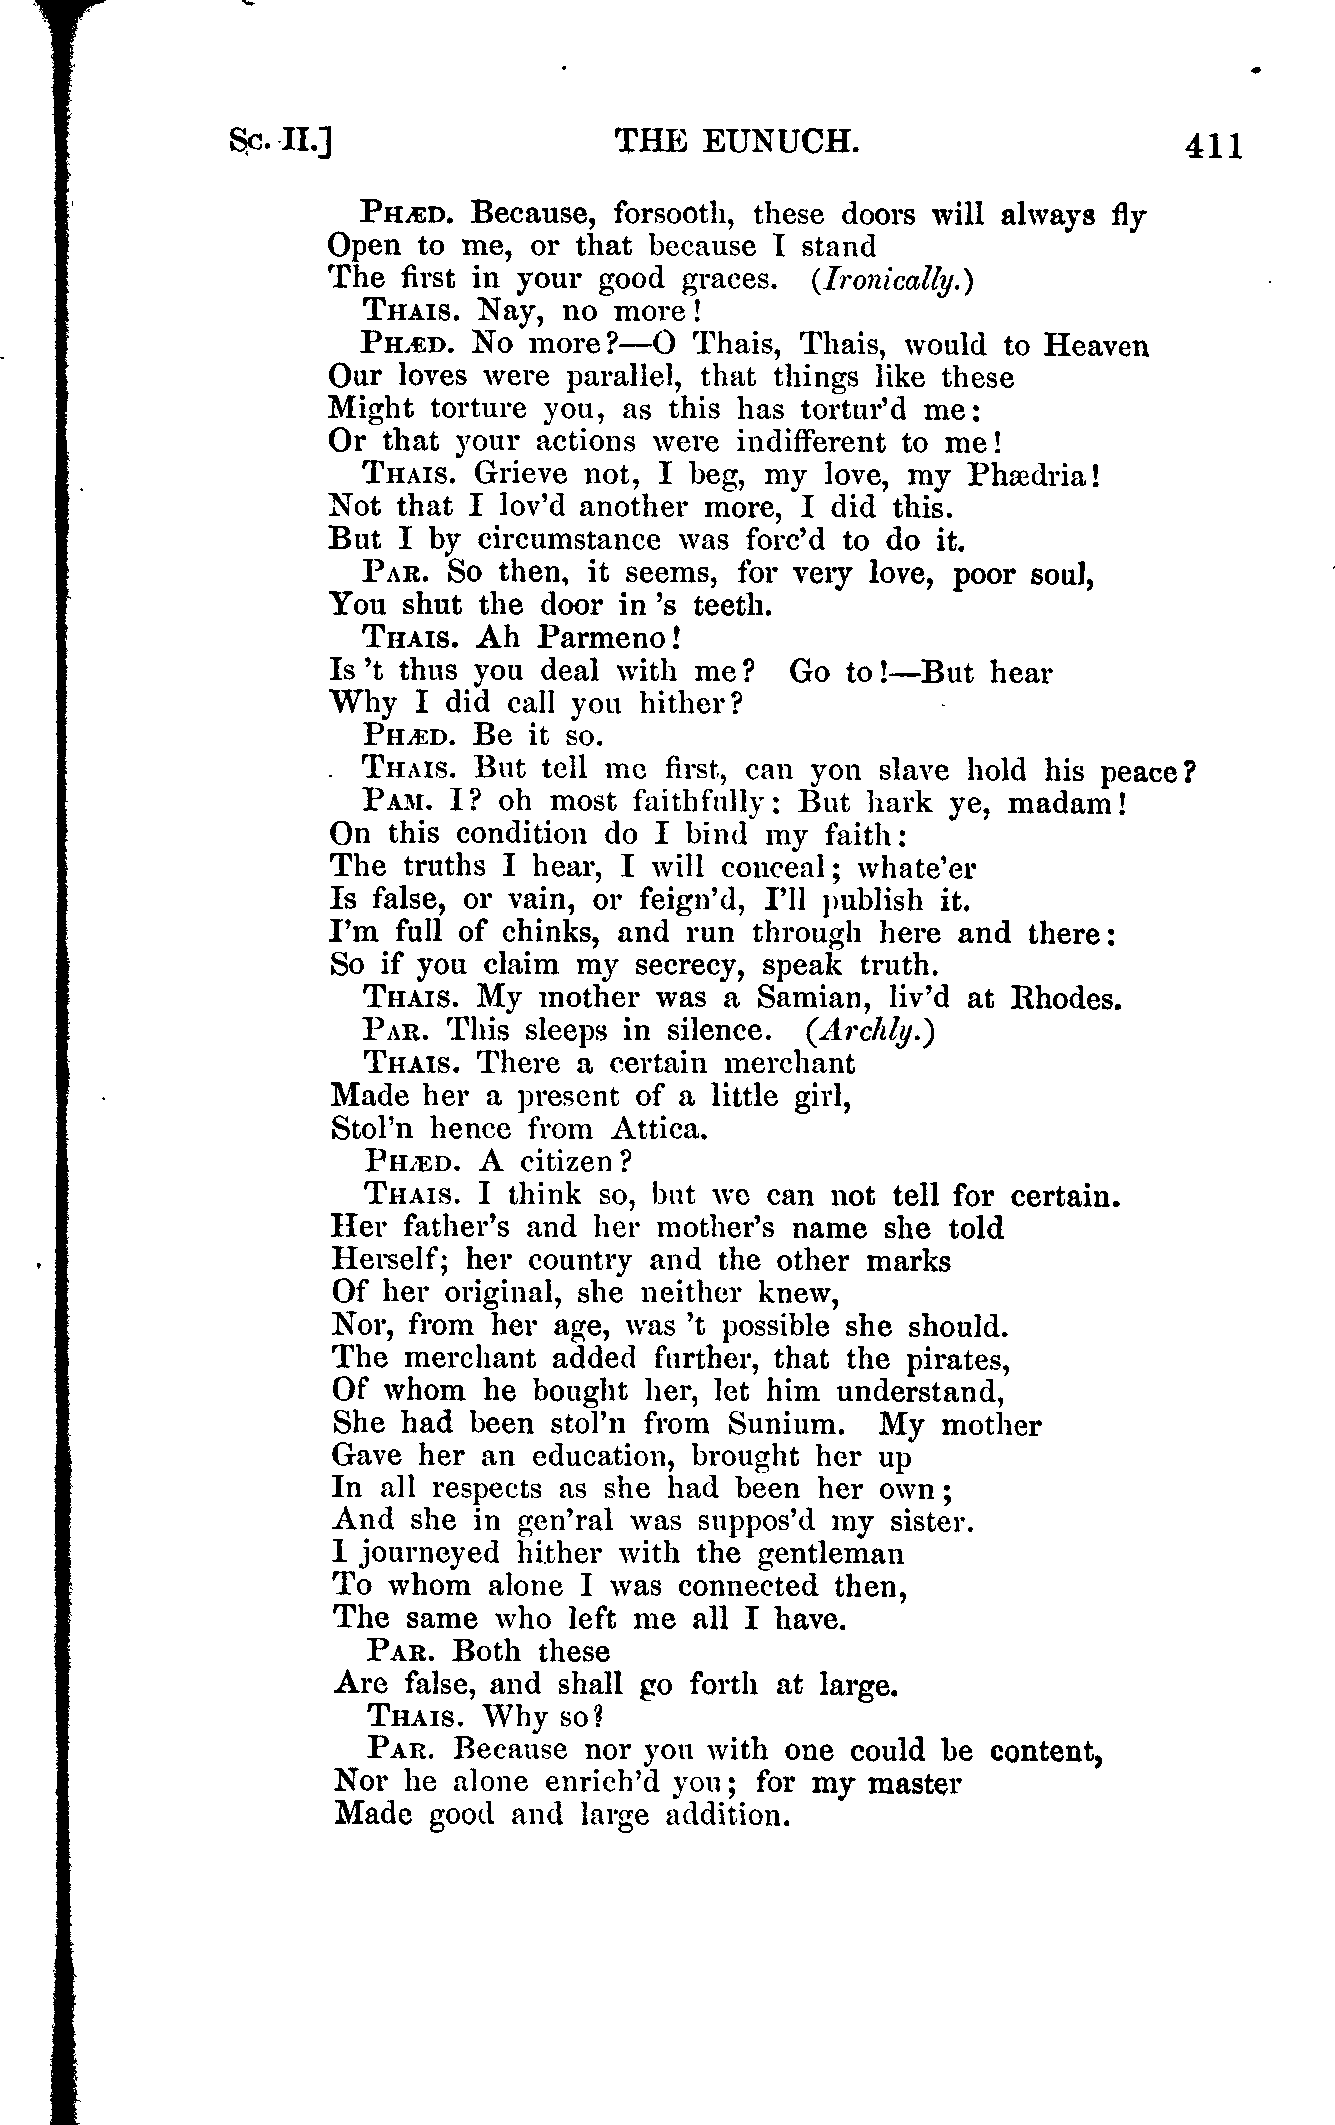 Sc. II.] THE EUNUCH. 411
PHÆD. Because, forsooth, these doors will always fly
Open to me, or that because I stand
The first in your good graces. (Ironically.)
THAIS. Nay, no more!
PHÆD. No more?—O Thais, Thais, would to Heaven
Our loves were parallel, that things like these
Might torture you, as this has tortur'd me:
Or that your actions were indifferent to me!
THAIS. Grieve not, I beg, my love, my Phædria!
Not that I lov'd another more, I did this.
But I by circumstance was forc'd to do it.
PAR. So then, it seems, for very love, poor soul,
You shut the door in 's teeth.
THAIS. Ah Parmeno!
Is 't thus you deal with me? Go to!—But hear
Why I did call you hither?
PHÆD. Be it so.
THAIS. But tell me first, can yon slave hold his peace?
PAM. I? oh most faithfully: But hark ye, madam!
On this condition do I bind my faith:
The truths I hear, I will conceal; whate'er
Is false, or vain, or feign'd, I'll publish it.
I'm full of chinks, and run through here and there:
So if you claim my secrecy, speak truth.
THAIS. My mother was a Samian, liv'd at Rhodes.
PAR. This sleeps in silence. (Archly.)
THAIS. There a certain merchant
Made her a present of a little girl,
Stol'n hence from Attica.
PHÆD. A citizen?
THAIS. I think so, but we can not tell for certain.
Her father's and her mother's name she told
Herself; her country and the other marks
Of her original, she neither knew,
Nor, from her age, was 't possible she should.
The merchant added further, that the pirates,
Of whom he bought her, let him understand,
She had been stol'n from Sunium. My mother
Gave her an education, brought her up
In all respects as she had been her own;
And she in gen'ral was suppos'd my sister.
I journeyed hither with the gentleman
To whom alone I was connected then,
The same who left me all I have.
PAR. Both these
Are false, and shall go forth at large.
THAIS. Why so?
PAR. Because nor you with one could be content,
Nor he alone enrich'd you; for my master
Made good and large addition.